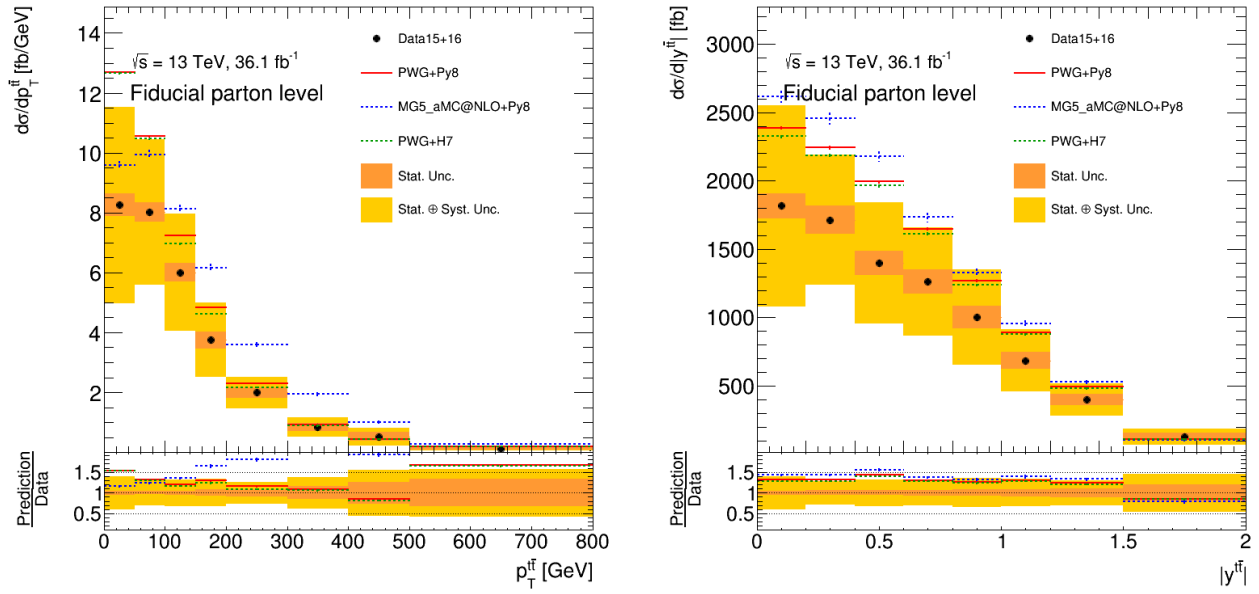 dσ/dp_T^{tt̄} [fb/GeV]
14
12
10
8
6
4
2
√s = 13 TeV, 36.1 fb⁻¹
Fiducial parton level
Data15+16
PWG+Py8
MG5_aMC@NLO+Py8
PWG+H7
Stat. Unc.
Stat. ⊕ Syst. Unc.
Prediction
Data
1.5
1
0.5
0 100 200 300 400 500 600 700 800
p_T^{tt̄} [GeV]
dσ/d|y^{tt̄}| [fb]
3000
2500
2000
1500
1000
500
√s = 13 TeV, 36.1 fb⁻¹
Fiducial parton level
Data15+16
PWG+Py8
MG5_aMC@NLO+Py8
PWG+H7
Stat. Unc.
Stat. ⊕ Syst. Unc.
Prediction
Data
1.5
1
0.5
0 0.5 1 1.5 2
|y^{tt̄}|